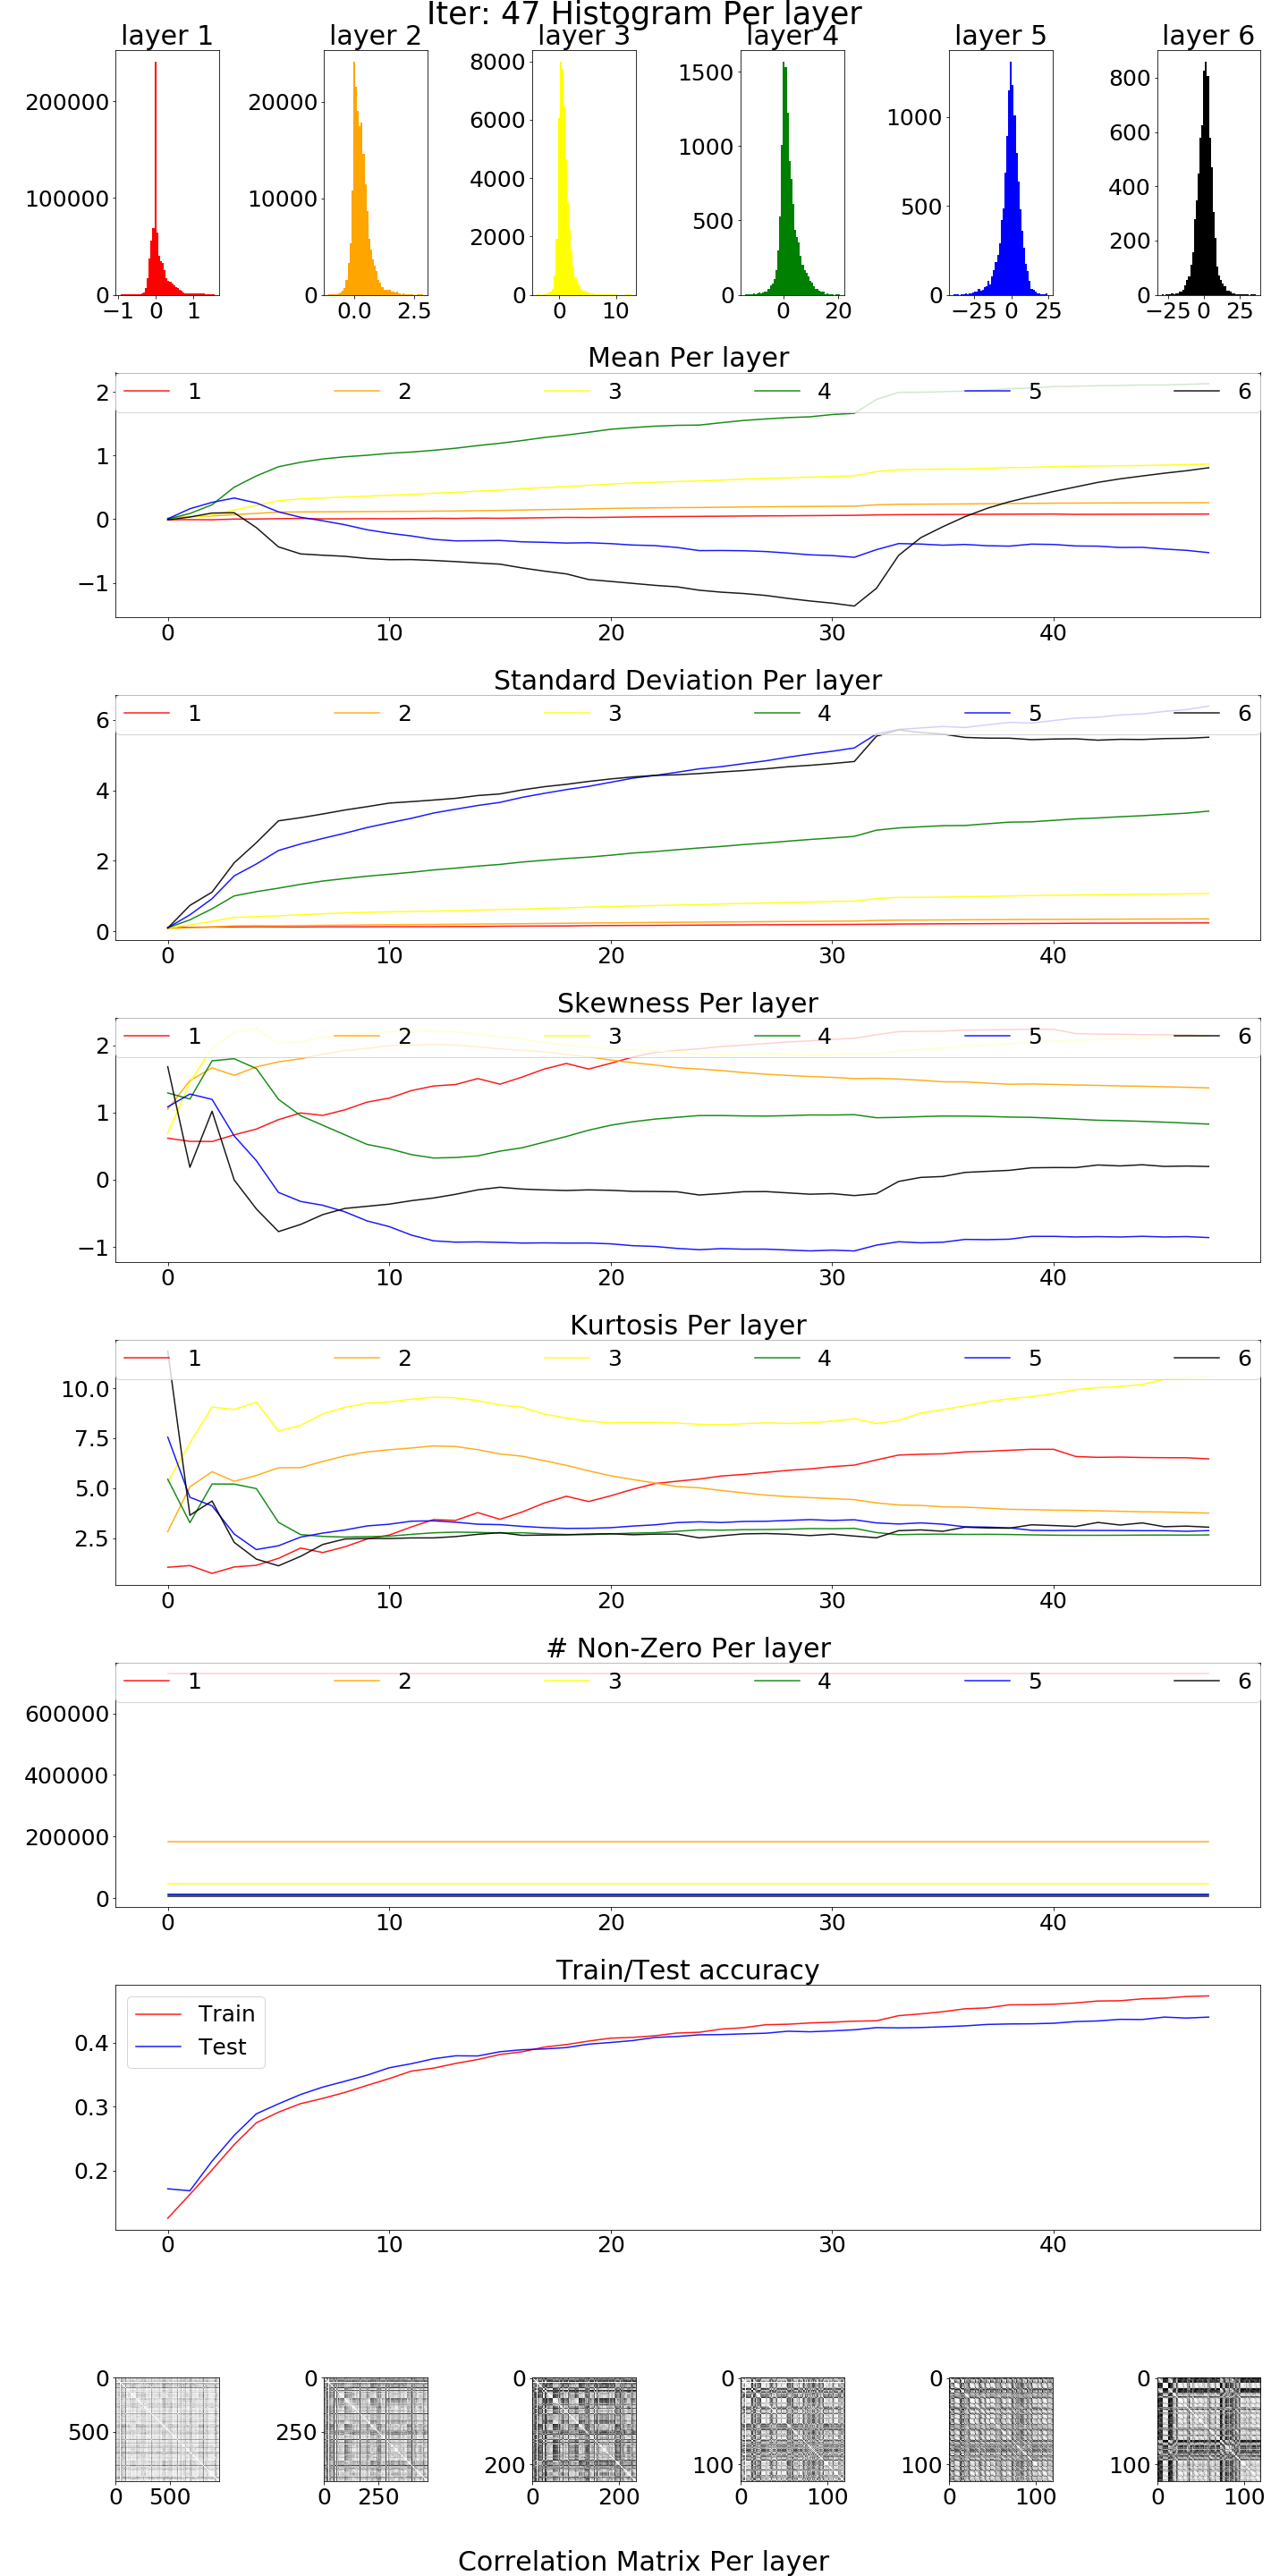 Iter: 47 Histogram Per layer
layer 1 layer 2 layer 3 layer 4 layer 5 layer 6
200000 100000 0 −1 0 1
20000 10000 0 0.0 2.5
8000 6000 4000 2000 0 0 10
1500 1000 500 0 0 20
1000 500 0 −25 0 25
800 600 400 200 0 −25 0 25
Mean Per layer
1 2 3 4 5 6
2
1
0
−1
0 10 20 30 40
Standard Deviation Per layer
1 2 3 4 5 6
6
4
2
0
0 10 20 30 40
Skewness Per layer
1 2 3 4 5 6
2
1
0
−1
0 10 20 30 40
Kurtosis Per layer
1 2 3 4 5 6
10.0
7.5
5.0
2.5
0 10 20 30 40
# Non-Zero Per layer
1 2 3 4 5 6
600000
400000
200000
0
0 10 20 30 40
Train/Test accuracy
Train
Test
0.4
0.3
0.2
0 10 20 30 40
0 500 0 500
0 250 0 250
0 200 0 200
0 100 0 100
0 100 0 100
0 100 0 100
Correlation Matrix Per layer